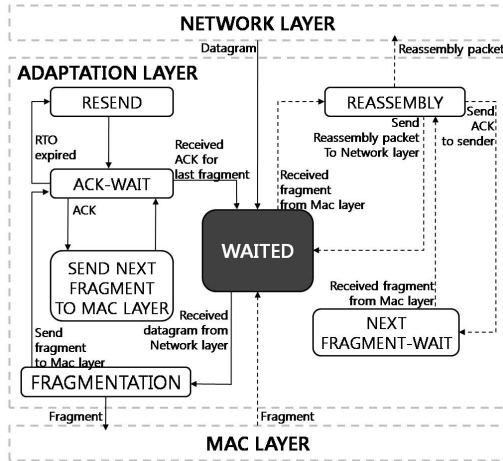 NETWORK LAYER
Datagram
Reassembly packet
ADAPTATION LAYER
RESEND
REASSEMBLY
RTO
expired
Received
ACK for
last fragment
Send
Reassembly packet
To Network layer
Send
ACK
to sender
ACK-WAIT
Received
fragment
from Mac layer
ACK
WAITED
SEND NEXT
FRAGMENT
TO MAC LAYER
Received fragment
from Mac layer
Send
fragment
to Mac layer
Received
datagram from
Network layer
NEXT
FRAGMENT-WAIT
FRAGMENTATION
Fragment
Fragment
MAC LAYER